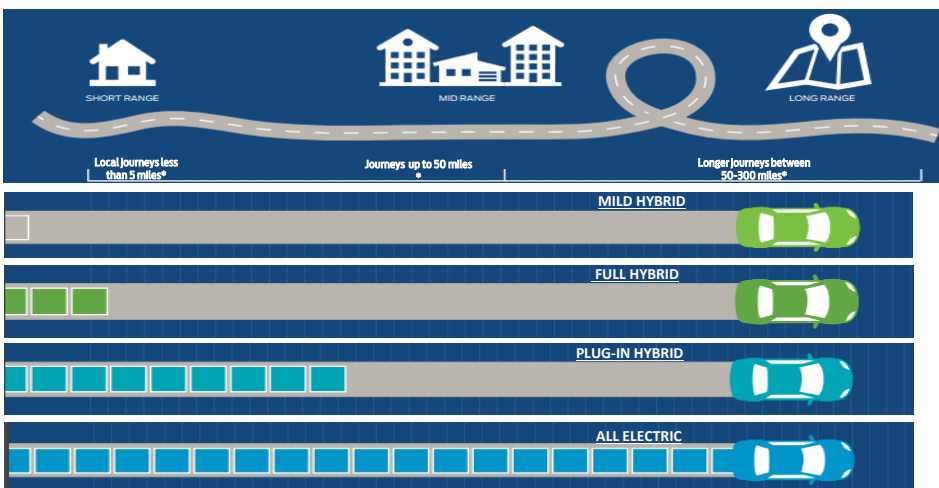 SHORT RANGE
MID RANGE
LONG RANGE
Local journeys less
than 5 miles*
Journeys up to 50 miles
*
Longer journeys between
50-300 miles*
MILD HYBRID
FULL HYBRID
PLUG-IN HYBRID
ALL ELECTRIC